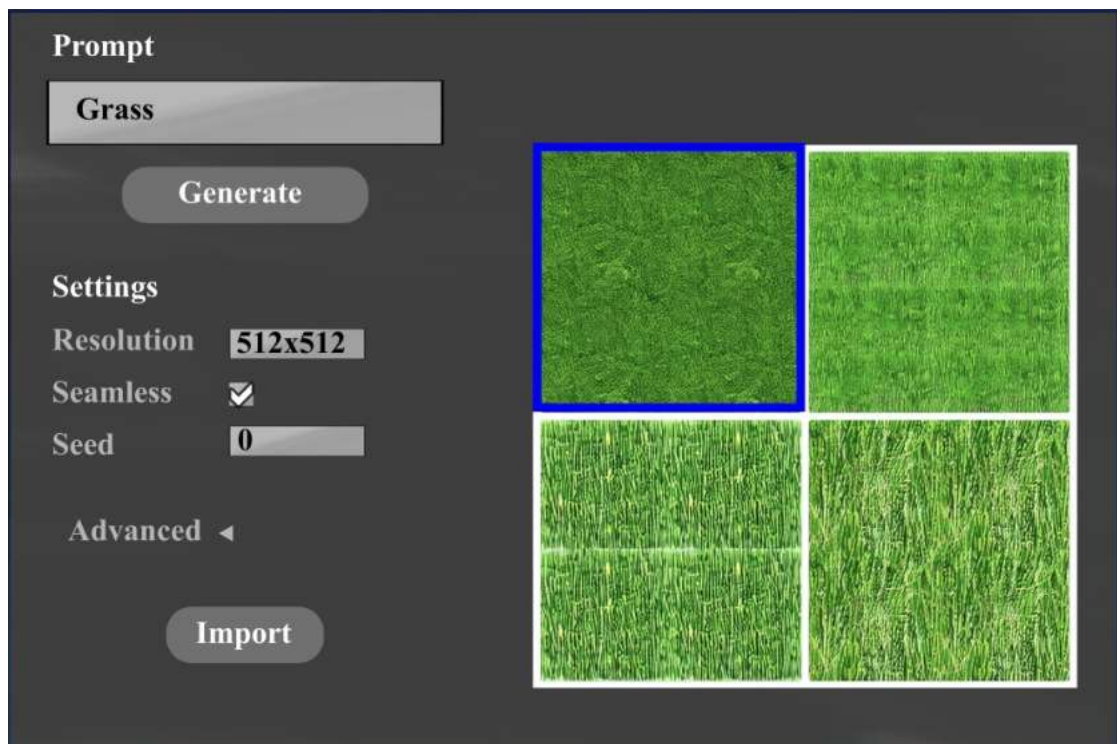 Prompt
Grass
Generate
Settings
Resolution 512x512
Seamless
Seed 0
Advanced
Import